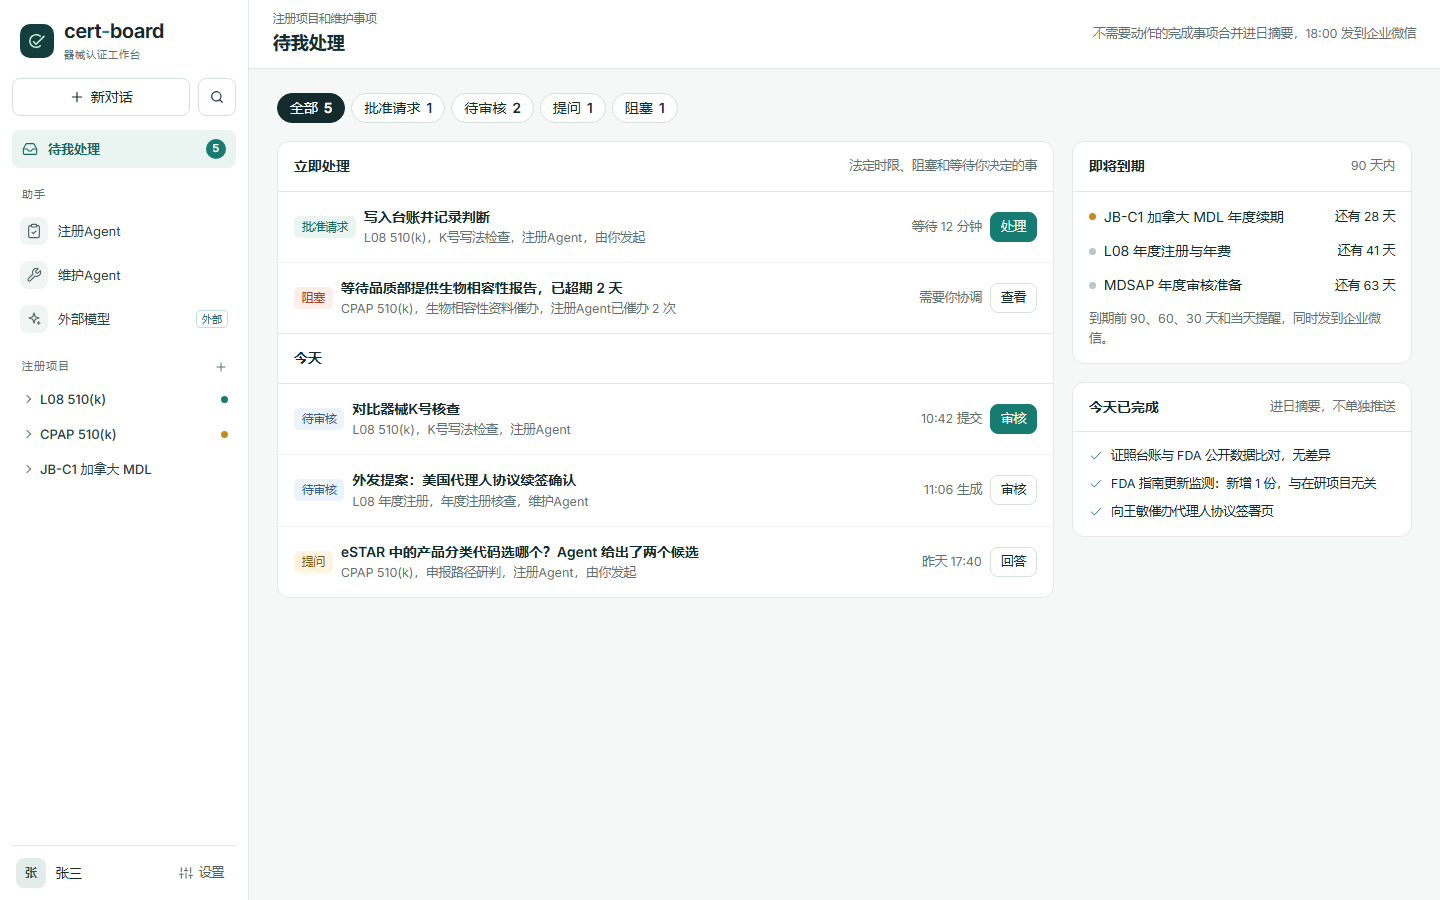 cert-board
器械认证工作台
新对话
待我处理 5
助手
注册Agent
维护Agent
外部模型 外部
注册项目
L08 510(k)
CPAP 510(k)
JB-C1 加拿大 MDL
张 张三 设置
注册项目和维护事项
待我处理
不需要动作的完成事项合并进日摘要，18:00 发到企业微信
全部 5 批准请求 1 待审核 2 提问 1 阻塞 1
立即处理 法定时限、阻塞和等待你决定的事
批准请求 写入台账并记录判断 等待 12 分钟 处理
L08 510(k)，K号写法检查，注册Agent，由你发起
阻塞 等待品质部提供生物相容性报告，已超期 2 天 需要你协调 查看
CPAP 510(k)，生物相容性资料催办，注册Agent已催办 2 次
今天
待审核 对比器械K号核查 10:42 提交 审核
L08 510(k)，K号写法检查，注册Agent
待审核 外发提案：美国代理人协议续签确认 11:06 生成 审核
L08 年度注册，年度注册核查，维护Agent
提问 eSTAR 中的产品分类代码选哪个？Agent 给出了两个候选 昨天 17:40 回答
CPAP 510(k)，申报路径研判，注册Agent，由你发起
即将到期 90 天内
JB-C1 加拿大 MDL 年度续期 还有 28 天
L08 年度注册与年费 还有 41 天
MDSAP 年度审核准备 还有 63 天
到期前 90、60、30 天和当天提醒，同时发到企业微
信。
今天已完成 进日摘要，不单独推送
证照台账与 FDA 公开数据比对，无差异
FDA 指南更新监测：新增 1 份，与在研项目无关
向王敏催办代理人协议签署页